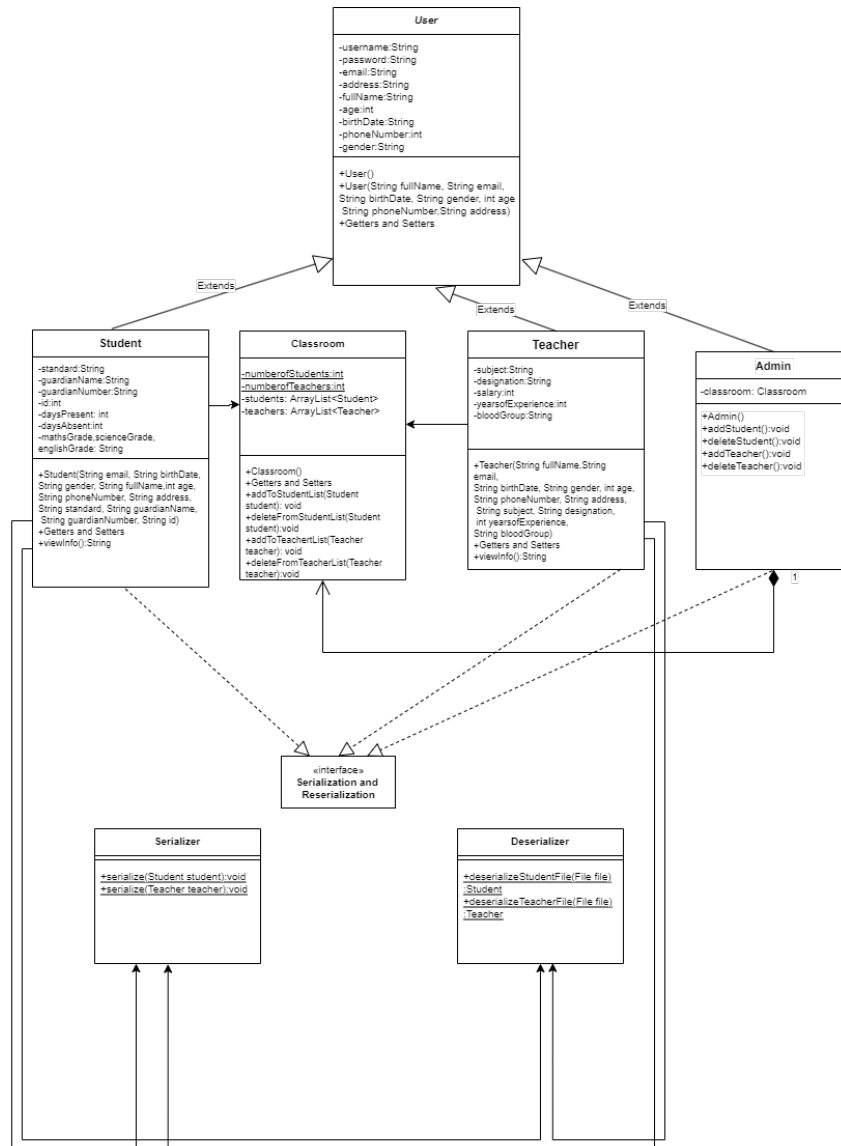 User
-username:String
-password:String
-email:String
-address:String
-fullName:String
-age:int
-birthDate:String
-phoneNumber:int
-gender:String
+User()
+User(String fullName, String email,
String birthDate, String gender, int age
String phoneNumber,String address)
+Getters and Setters
Extends
Extends
Extends
Student
-standard:String
-guardianName:String
-guardianNumber:String
-id:int
-daysPresent: int
-daysAbsent:int
-mathsGrade,scienceGrade,
englishGrade: String
+Student(String email, String birthDate,
String gender, String fullName,int age,
String phoneNumber, String address,
String standard, String guardianName,
String guardianNumber, String id)
+Getters and Setters
+viewInfo():String
Classroom
-numberofStudents:int
-numberofTeachers:int
-students: ArrayList<Student>
-teachers: ArrayList<Teacher>
+Classroom()
+Getters and Setters
+addToStudentList(Student
student): void
+deleteFromStudentList(Student
student):void
+addToTeachertList(Teacher
teacher): void
+deleteFromTeacherList(Teacher
teacher):void
Teacher
-subject:String
-designation:String
-salary:int
-yearsofExperience:int
-bloodGroup:String
+Teacher(String fullName,String
email,
String birthDate, String gender, int age,
String phoneNumber, String address,
String subject, String designation,
int yearsofExperience,
String bloodGroup)
+Getters and Setters
+viewInfo():String
Admin
-classroom: Classroom
+Admin()
+addStudent():void
+deleteStudent():void
+addTeacher():void
+deleteTeacher():void
1
«interface»
Serialization and
Reserialization
Serializer
+serialize(Student student):void
+serialize(Teacher teacher):void
Deserializer
+deserializeStudentFile(File file)
:Student
+deserializeTeacherFile(File file)
:Teacher